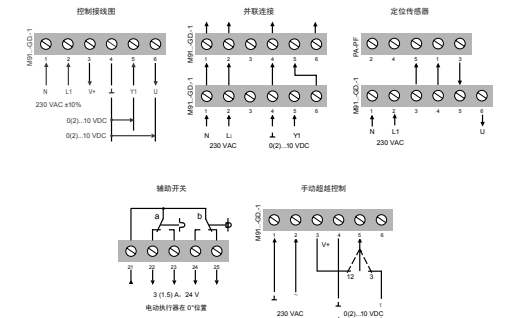 控制接线图
M91.-GD.-1
1 2 3 4 5 6
N L1 V+ ⊥ Y1 U
230 VAC ±10%
0(2)...10 VDC
0(2)...10 VDC
并联连接
M91.-GD.-1
1 2 3 4 5 6
M91.-GD.-1
1 2 3 4 5 6
N L1 ⊥ Y1
230 VAC 0(2)...10 VDC
定位传感器
PA-PF
2 4 5 1 3
M91.-GD.-1
1 2 3 4 5 6
N L1 U
230 VAC
辅助开关
a b
21 22 23 24 25
3 (1.5) A, 24 V
电动执行器在 0°位置
手动超越控制
M91.-GD.-1
1 2 3 4 5 6
V+
12 3
⊥ ~ ⊥
230 VAC 0(2)...10 VDC